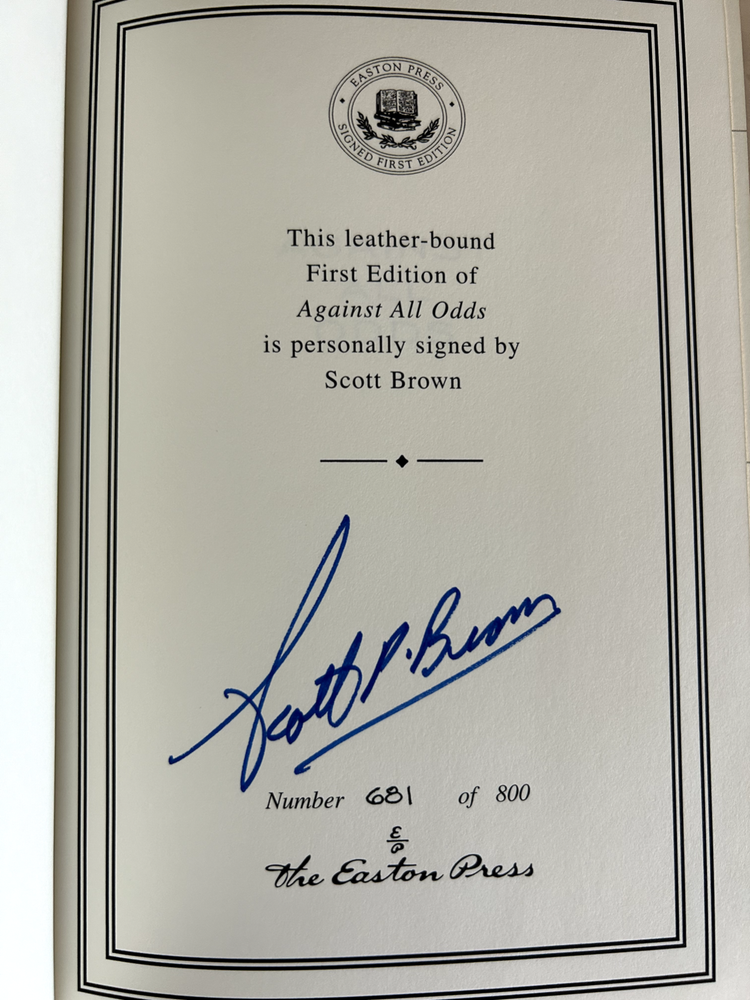 EASTON PRESS
SIGNED FIRST EDITION
This leather-bound
First Edition of
Against All Odds
is personally signed by
Scott Brown
Scott P. Brown
Number 681 of 800
E
P
The Easton Press